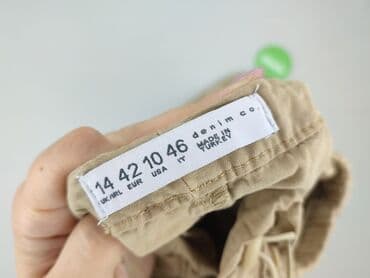 14 42 10 46
UK/IRL EUR USA IT
denim co.
MADE IN
TURKEY